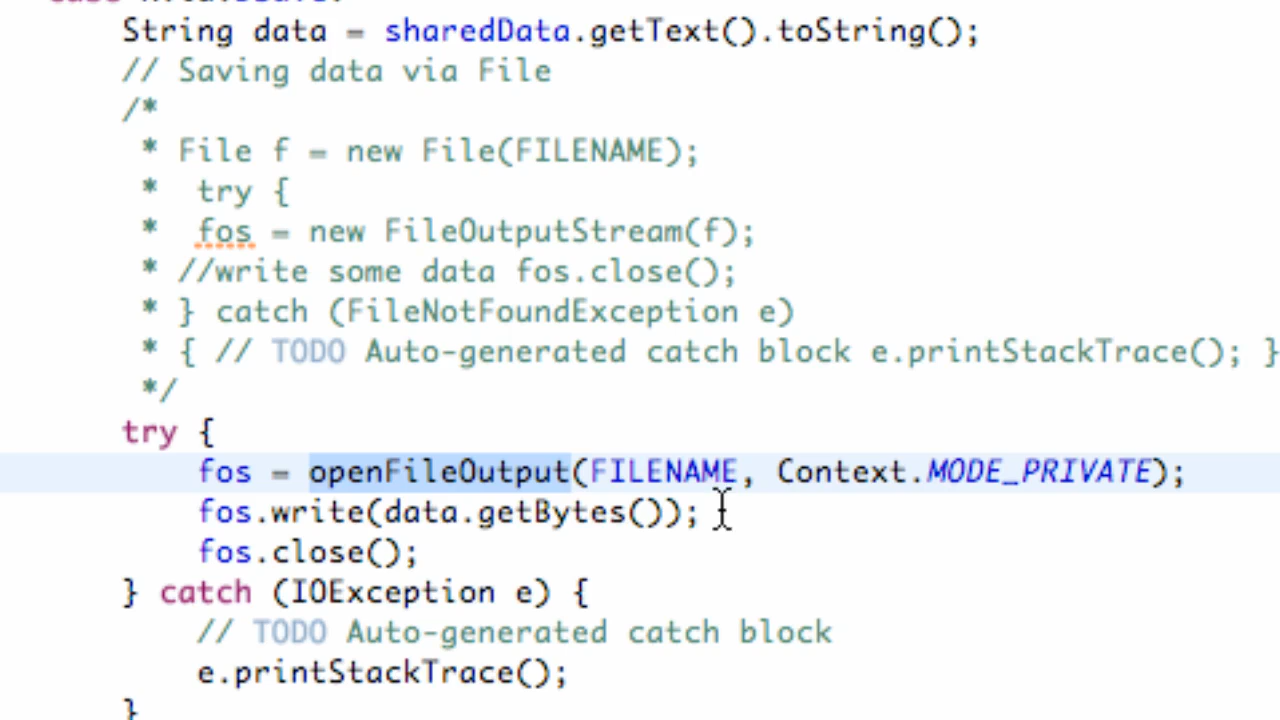 String data = sharedData.getText().toString();
// Saving data via File
/*
* File f = new File(FILENAME);
* try {
* fos = new FileOutputStream(f);
* //write some data fos.close();
* } catch (FileNotFoundException e)
* { // TODO Auto-generated catch block e.printStackTrace(); }
*/
try {
fos = openFileOutput(FILENAME, Context.MODE_PRIVATE);
fos.write(data.getBytes());
fos.close();
} catch (IOException e) {
// TODO Auto-generated catch block
e.printStackTrace();
}